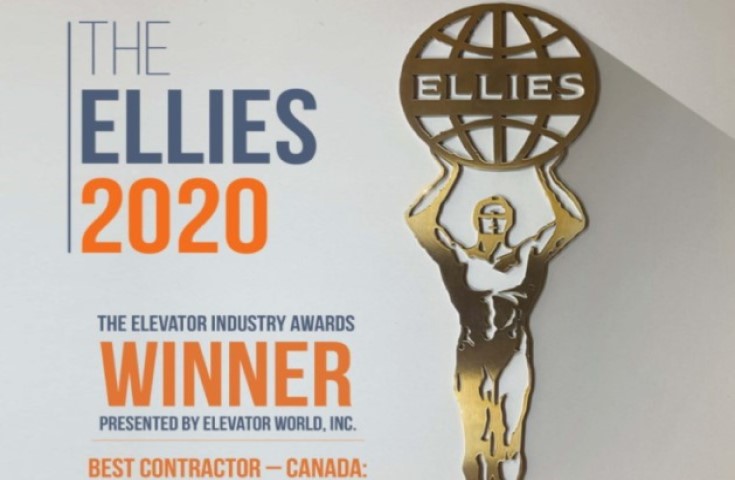 THE
ELLIES
2020
ELLIES
THE ELEVATOR INDUSTRY AWARDS
WINNER
PRESENTED BY ELEVATOR WORLD, INC.
BEST CONTRACTOR – CANADA: